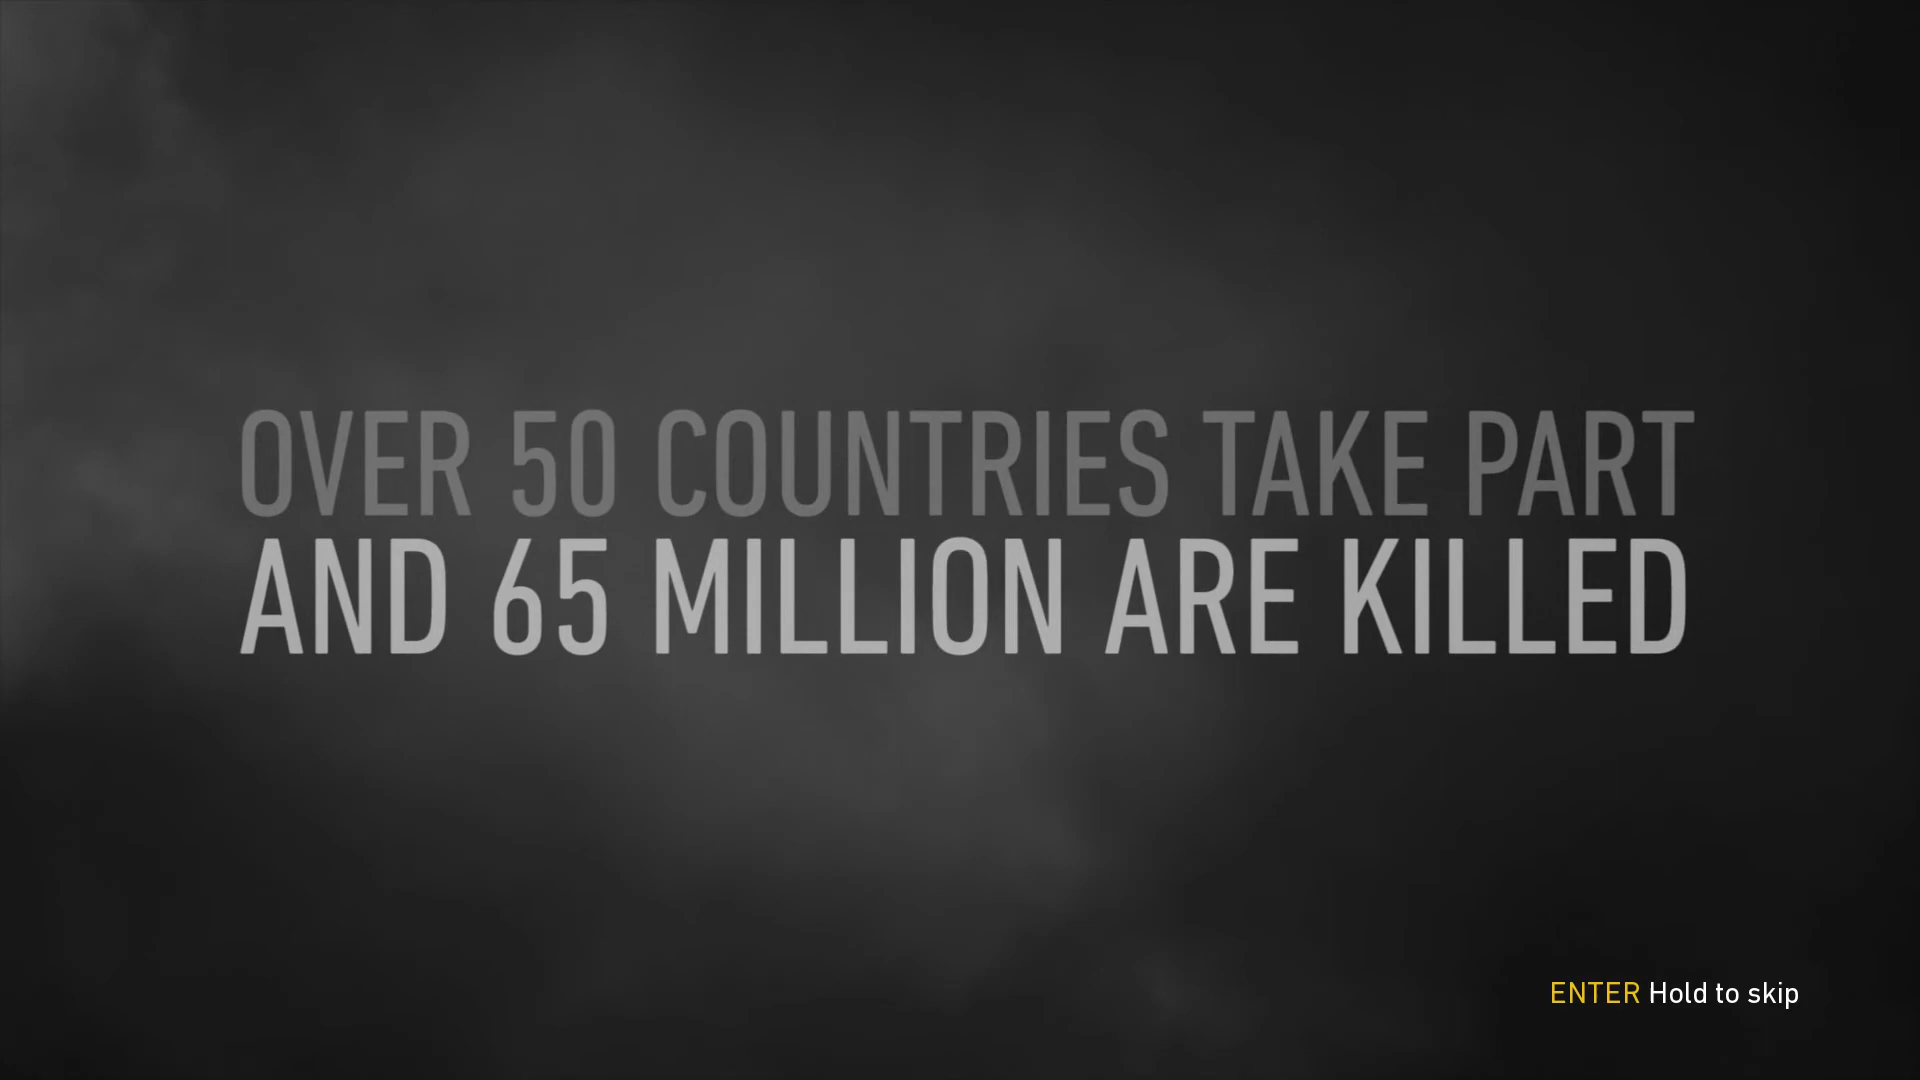 OVER 50 COUNTRIES TAKE PART
AND 65 MILLION ARE KILLED
ENTER Hold to skip